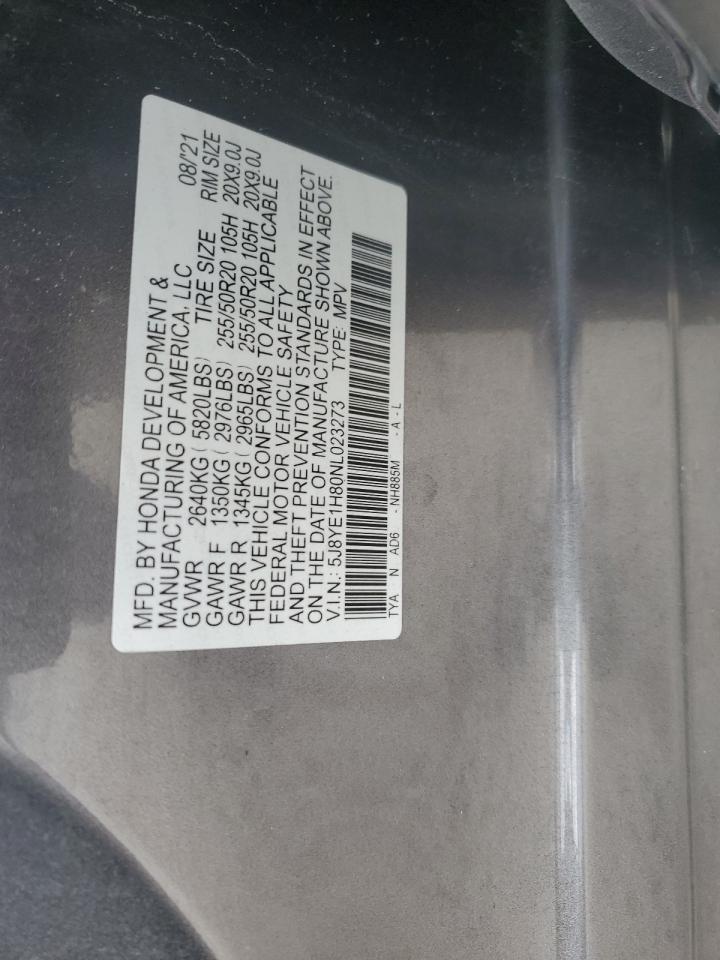 MFD. BY HONDA DEVELOPMENT &
MANUFACTURING OF AMERICA, LLC 08/'21
GVWR 2640KG ( 5820LBS) TIRE SIZE RIM SIZE
GAWR F 1350KG ( 2976LBS) 255/50R20 105H 20X9.0J
GAWR R 1345KG ( 2965LBS) 255/50R20 105H 20X9.0J
THIS VEHICLE CONFORMS TO ALL APPLICABLE
FEDERAL MOTOR VEHICLE SAFETY
AND THEFT PREVENTION STANDARDS IN EFFECT
ON THE DATE OF MANUFACTURE SHOWN ABOVE.
V.I.N.: 5J8YE1H80NL023273 TYPE: MPV
TYA N AD6 - NH885M - A - L